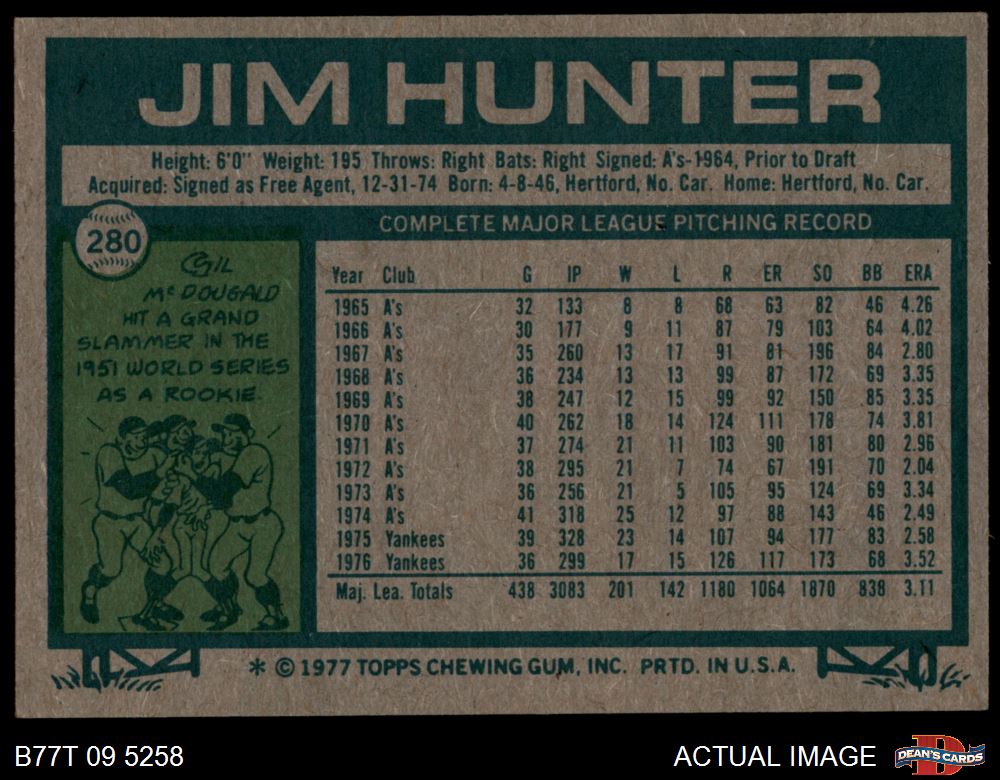 JIM HUNTER
Height: 6'0" Weight: 195 Throws: Right Bats: Right Signed: A's-1964, Prior to Draft
Acquired: Signed as Free Agent, 12-31-74 Born: 4-8-46, Hertford, No. Car. Home: Hertford, No. Car.
280
GIL
McDOUGALD
HIT A GRAND
SLAMMER IN THE
1951 WORLD SERIES
AS A ROOKIE.
COMPLETE MAJOR LEAGUE PITCHING RECORD
Year Club G IP W L R ER SO BB ERA
1965 A's 32 133 8 8 68 63 82 46 4.26
1966 A's 30 177 9 11 87 79 103 64 4.02
1967 A's 35 260 13 17 91 81 196 84 2.80
1968 A's 36 234 13 13 99 87 172 69 3.35
1969 A's 38 247 12 15 99 92 150 85 3.35
1970 A's 40 262 18 14 124 111 178 74 3.81
1971 A's 37 274 21 11 103 90 181 80 2.96
1972 A's 38 295 21 7 74 67 191 70 2.04
1973 A's 36 256 21 5 105 95 124 69 3.34
1974 A's 41 318 25 12 97 88 143 46 2.49
1975 Yankees 39 328 23 14 107 94 177 83 2.58
1976 Yankees 36 299 17 15 126 117 173 68 3.52
Maj. Lea. Totals 438 3083 201 142 1180 1064 1870 838 3.11
* © 1977 TOPPS CHEWING GUM, INC. PRTD. IN U.S.A.
B77T 09 5258
ACTUAL IMAGE
D
DEAN'S CARDS